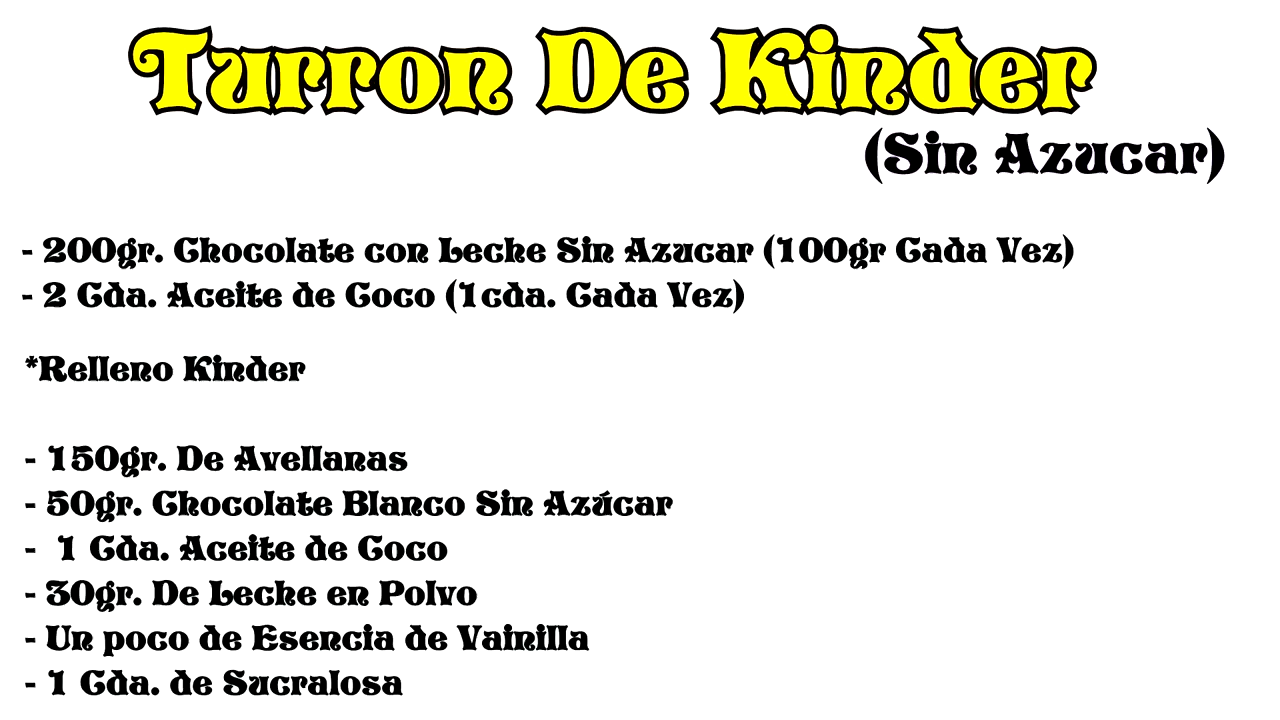 Turron De Kinder
(Sin Azucar)
- 200gr. Chocolate con Leche Sin Azucar (100gr Cada Vez)
- 2 Cda. Aceite de Coco (1cda. Cada Vez)
*Relleno Kinder
- 150gr. De Avellanas
- 50gr. Chocolate Blanco Sin Azúcar
-  1 Cda. Aceite de Coco
- 30gr. De Leche en Polvo
- Un poco de Esencia de Vainilla
- 1 Cda. de Sucralosa